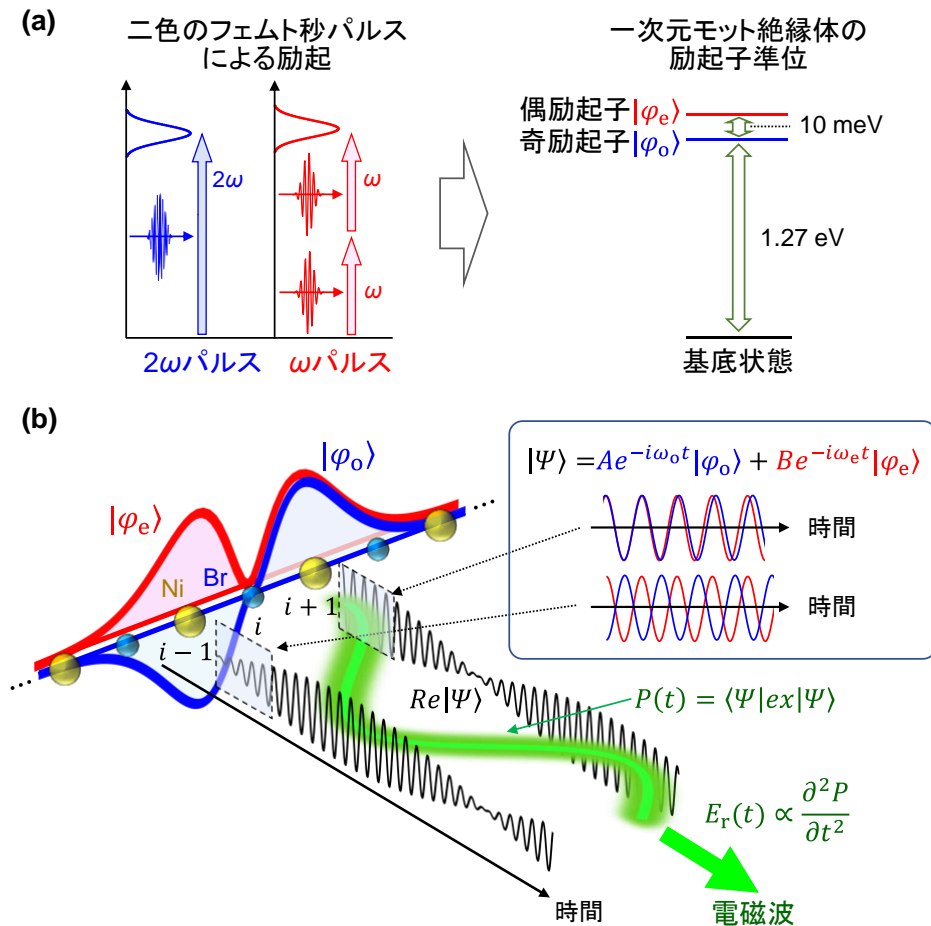 (a)
二色のフェムト秒パルス
による励起
一次元モット絶縁体の
励起子準位
2ω
ω
ω
2ωパルス
ωパルス
偶励起子|φe⟩
奇励起子|φo⟩
10 meV
1.27 eV
基底状態
(b)
|φo⟩
|φe⟩
Ni
Br
i − 1
i
i + 1
...
...
|Ψ⟩ =Ae^{-iω_o t}|φo⟩ + Be^{-iω_e t}|φe⟩
時間
時間
Re|Ψ⟩
P(t) = ⟨Ψ|ex|Ψ⟩
E_r(t) ∝ ∂²P/∂t²
時間
電磁波